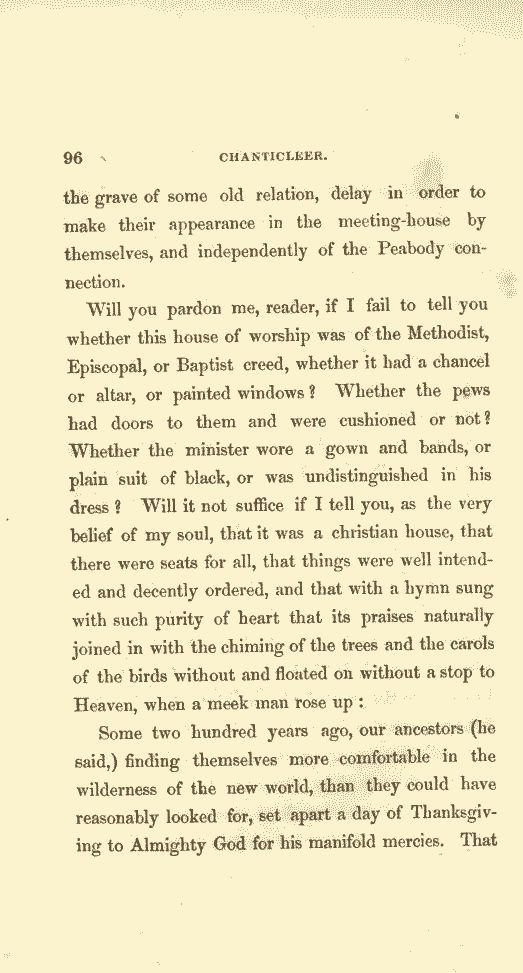 96 CHANTICLEER.
the grave of some old relation, delay in order to
make their appearance in the meeting-house by
themselves, and independently of the Peabody con-
nection.
Will you pardon me, reader, if I fail to tell you
whether this house of worship was of the Methodist,
Episcopal, or Baptist creed, whether it had a chancel
or altar, or painted windows? Whether the pews
had doors to them and were cushioned or not?
Whether the minister wore a gown and bands, or
plain suit of black, or was undistinguished in his
dress? Will it not suffice if I tell you, as the very
belief of my soul, that it was a christian house, that
there were seats for all, that things were well intend-
ed and decently ordered, and that with a hymn sung
with such purity of heart that its praises naturally
joined in with the chiming of the trees and the carols
of the birds without and floated on without a stop to
Heaven, when a meek man rose up:
Some two hundred years ago, our ancestors (he
said,) finding themselves more comfortable in the
wilderness of the new world, than they could have
reasonably looked for, set apart a day of Thanksgiv-
ing to Almighty God for his manifold mercies. That